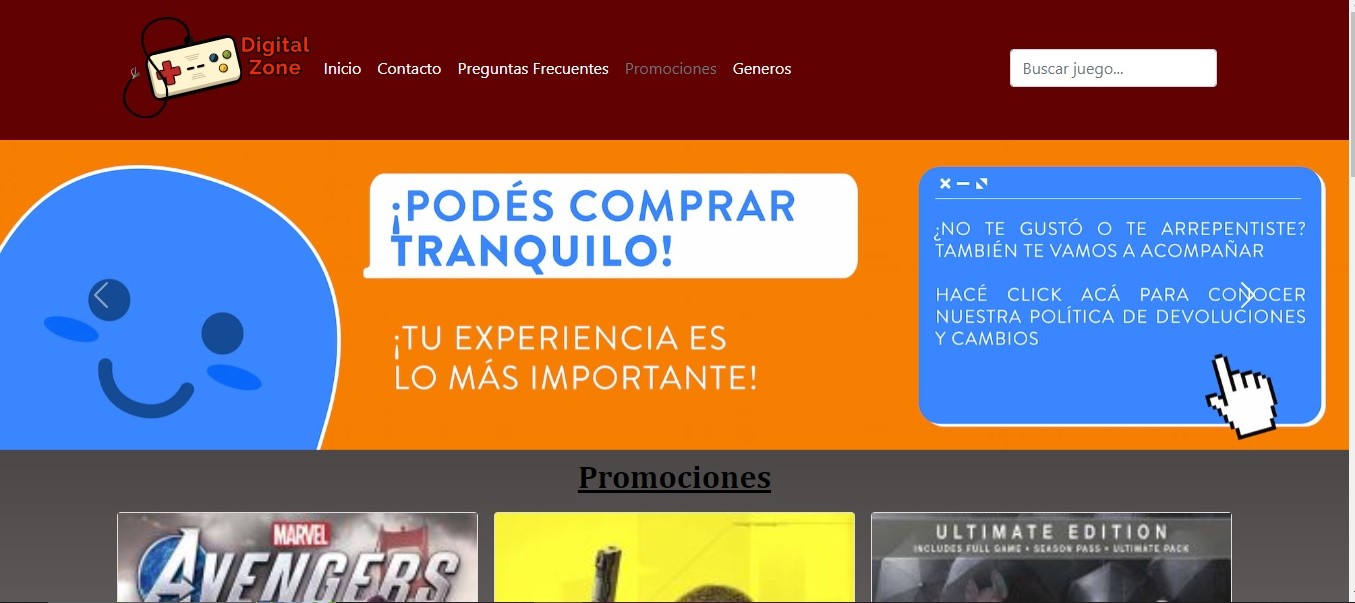 Digital
Zone
Inicio Contacto Preguntas Frecuentes Promociones Generos
Buscar juego...
¡PODÉS COMPRAR
TRANQUILO!
¡TU EXPERIENCIA ES
LO MÁS IMPORTANTE!
¿NO TE GUSTÓ O TE ARREPENTISTE?
TAMBIÉN TE VAMOS A ACOMPAÑAR
HACÉ CLICK ACÁ PARA CONOCER
NUESTRA POLÍTICA DE DEVOLUCIONES
Y CAMBIOS
Promociones
MARVEL
AVENGERS
ULTIMATE EDITION
INCLUDES FULL GAME • SEASON PASS • ULTIMATE PACK